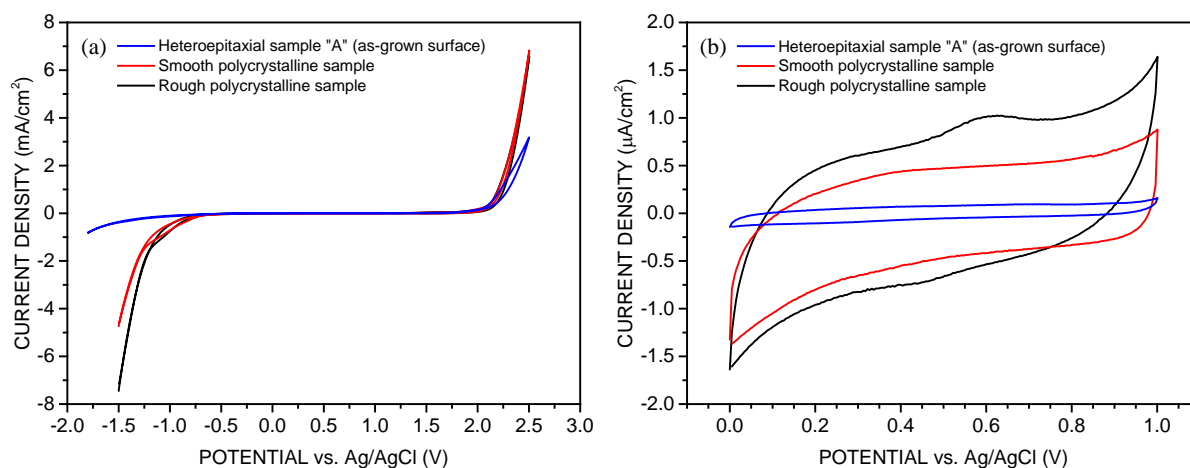 (a)
Heteroepitaxial sample "A" (as-grown surface)
Smooth polycrystalline sample
Rough polycrystalline sample
CURRENT DENSITY (mA/cm²)
8
6
4
2
0
-2
-4
-6
-8
-2.0 -1.5 -1.0 -0.5 0.0 0.5 1.0 1.5 2.0 2.5 3.0
POTENTIAL vs. Ag/AgCl (V)
(b)
Heteroepitaxial sample "A" (as-grown surface)
Smooth polycrystalline sample
Rough polycrystalline sample
CURRENT DENSITY (µA/cm²)
2.0
1.5
1.0
0.5
0.0
-0.5
-1.0
-1.5
-2.0
0.0 0.2 0.4 0.6 0.8 1.0
POTENTIAL vs. Ag/AgCl (V)